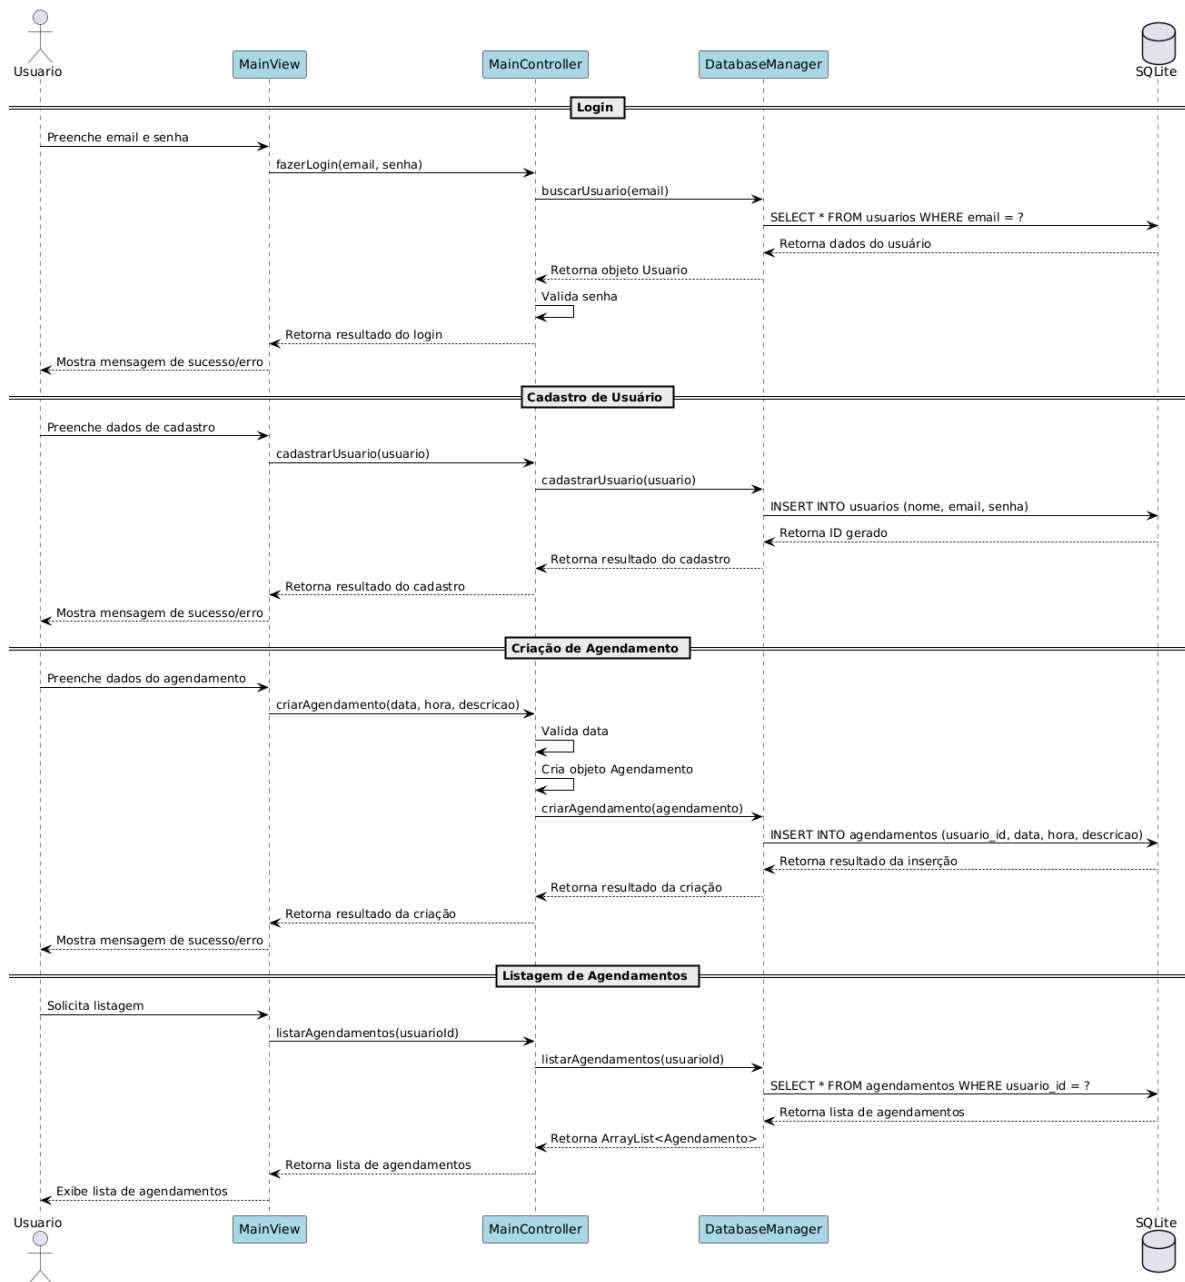 Usuario
MainView
MainController
DatabaseManager
SQLite
Login
Preenche email e senha
fazerLogin(email, senha)
buscarUsuario(email)
SELECT * FROM usuarios WHERE email = ?
Retorna dados do usuário
Retorna objeto Usuario
Valida senha
Retorna resultado do login
Mostra mensagem de sucesso/erro
Cadastro de Usuário
Preenche dados de cadastro
cadastrarUsuario(usuario)
cadastrarUsuario(usuario)
INSERT INTO usuarios (nome, email, senha)
Retorna ID gerado
Retorna resultado do cadastro
Retorna resultado do cadastro
Mostra mensagem de sucesso/erro
Criação de Agendamento
Preenche dados do agendamento
criarAgendamento(data, hora, descricao)
Valida data
Cria objeto Agendamento
criarAgendamento(agendamento)
INSERT INTO agendamentos (usuario_id, data, hora, descricao)
Retorna resultado da inserção
Retorna resultado da criação
Retorna resultado da criação
Mostra mensagem de sucesso/erro
Listagem de Agendamentos
Solicita listagem
listarAgendamentos(usuarioId)
listarAgendamentos(usuarioId)
SELECT * FROM agendamentos WHERE usuario_id = ?
Retorna lista de agendamentos
Retorna ArrayList<Agendamento>
Retorna lista de agendamentos
Exibe lista de agendamentos
Usuario
MainView
MainController
DatabaseManager
SQLite